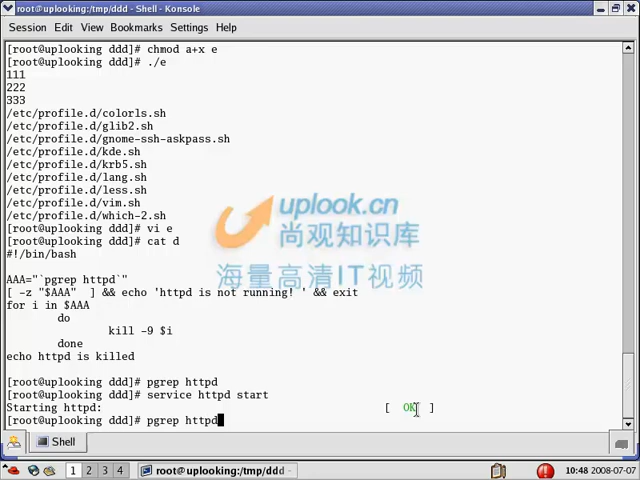 root@uplooking:/tmp/ddd - Shell - Konsole
Session Edit View Bookmarks Settings Help
[root@uplooking ddd]# chmod a+x e
[root@uplooking ddd]# ./e
111
222
333
/etc/profile.d/colorls.sh
/etc/profile.d/glib2.sh
/etc/profile.d/gnome-ssh-askpass.sh
/etc/profile.d/kde.sh
/etc/profile.d/krb5.sh
/etc/profile.d/lang.sh
/etc/profile.d/less.sh
/etc/profile.d/vim.sh
/etc/profile.d/which-2.sh
[root@uplooking ddd]# vi e
[root@uplooking ddd]# cat d
#!/bin/bash
AAA="`pgrep httpd`"
[ -z "$AAA"  ] && echo 'httpd is not running! ' && exit
for i in $AAA
do
kill -9 $i
done
echo httpd is killed
[root@uplooking ddd]# pgrep httpd
[root@uplooking ddd]# service httpd start
Starting httpd: [  OK  ]
[root@uplooking ddd]# pgrep httpd
uplook.cn
尚观知识库
海量高清IT视频
Shell
1 2 3 4 root@uplooking:/tmp/ddd - 10:48 2008-07-07